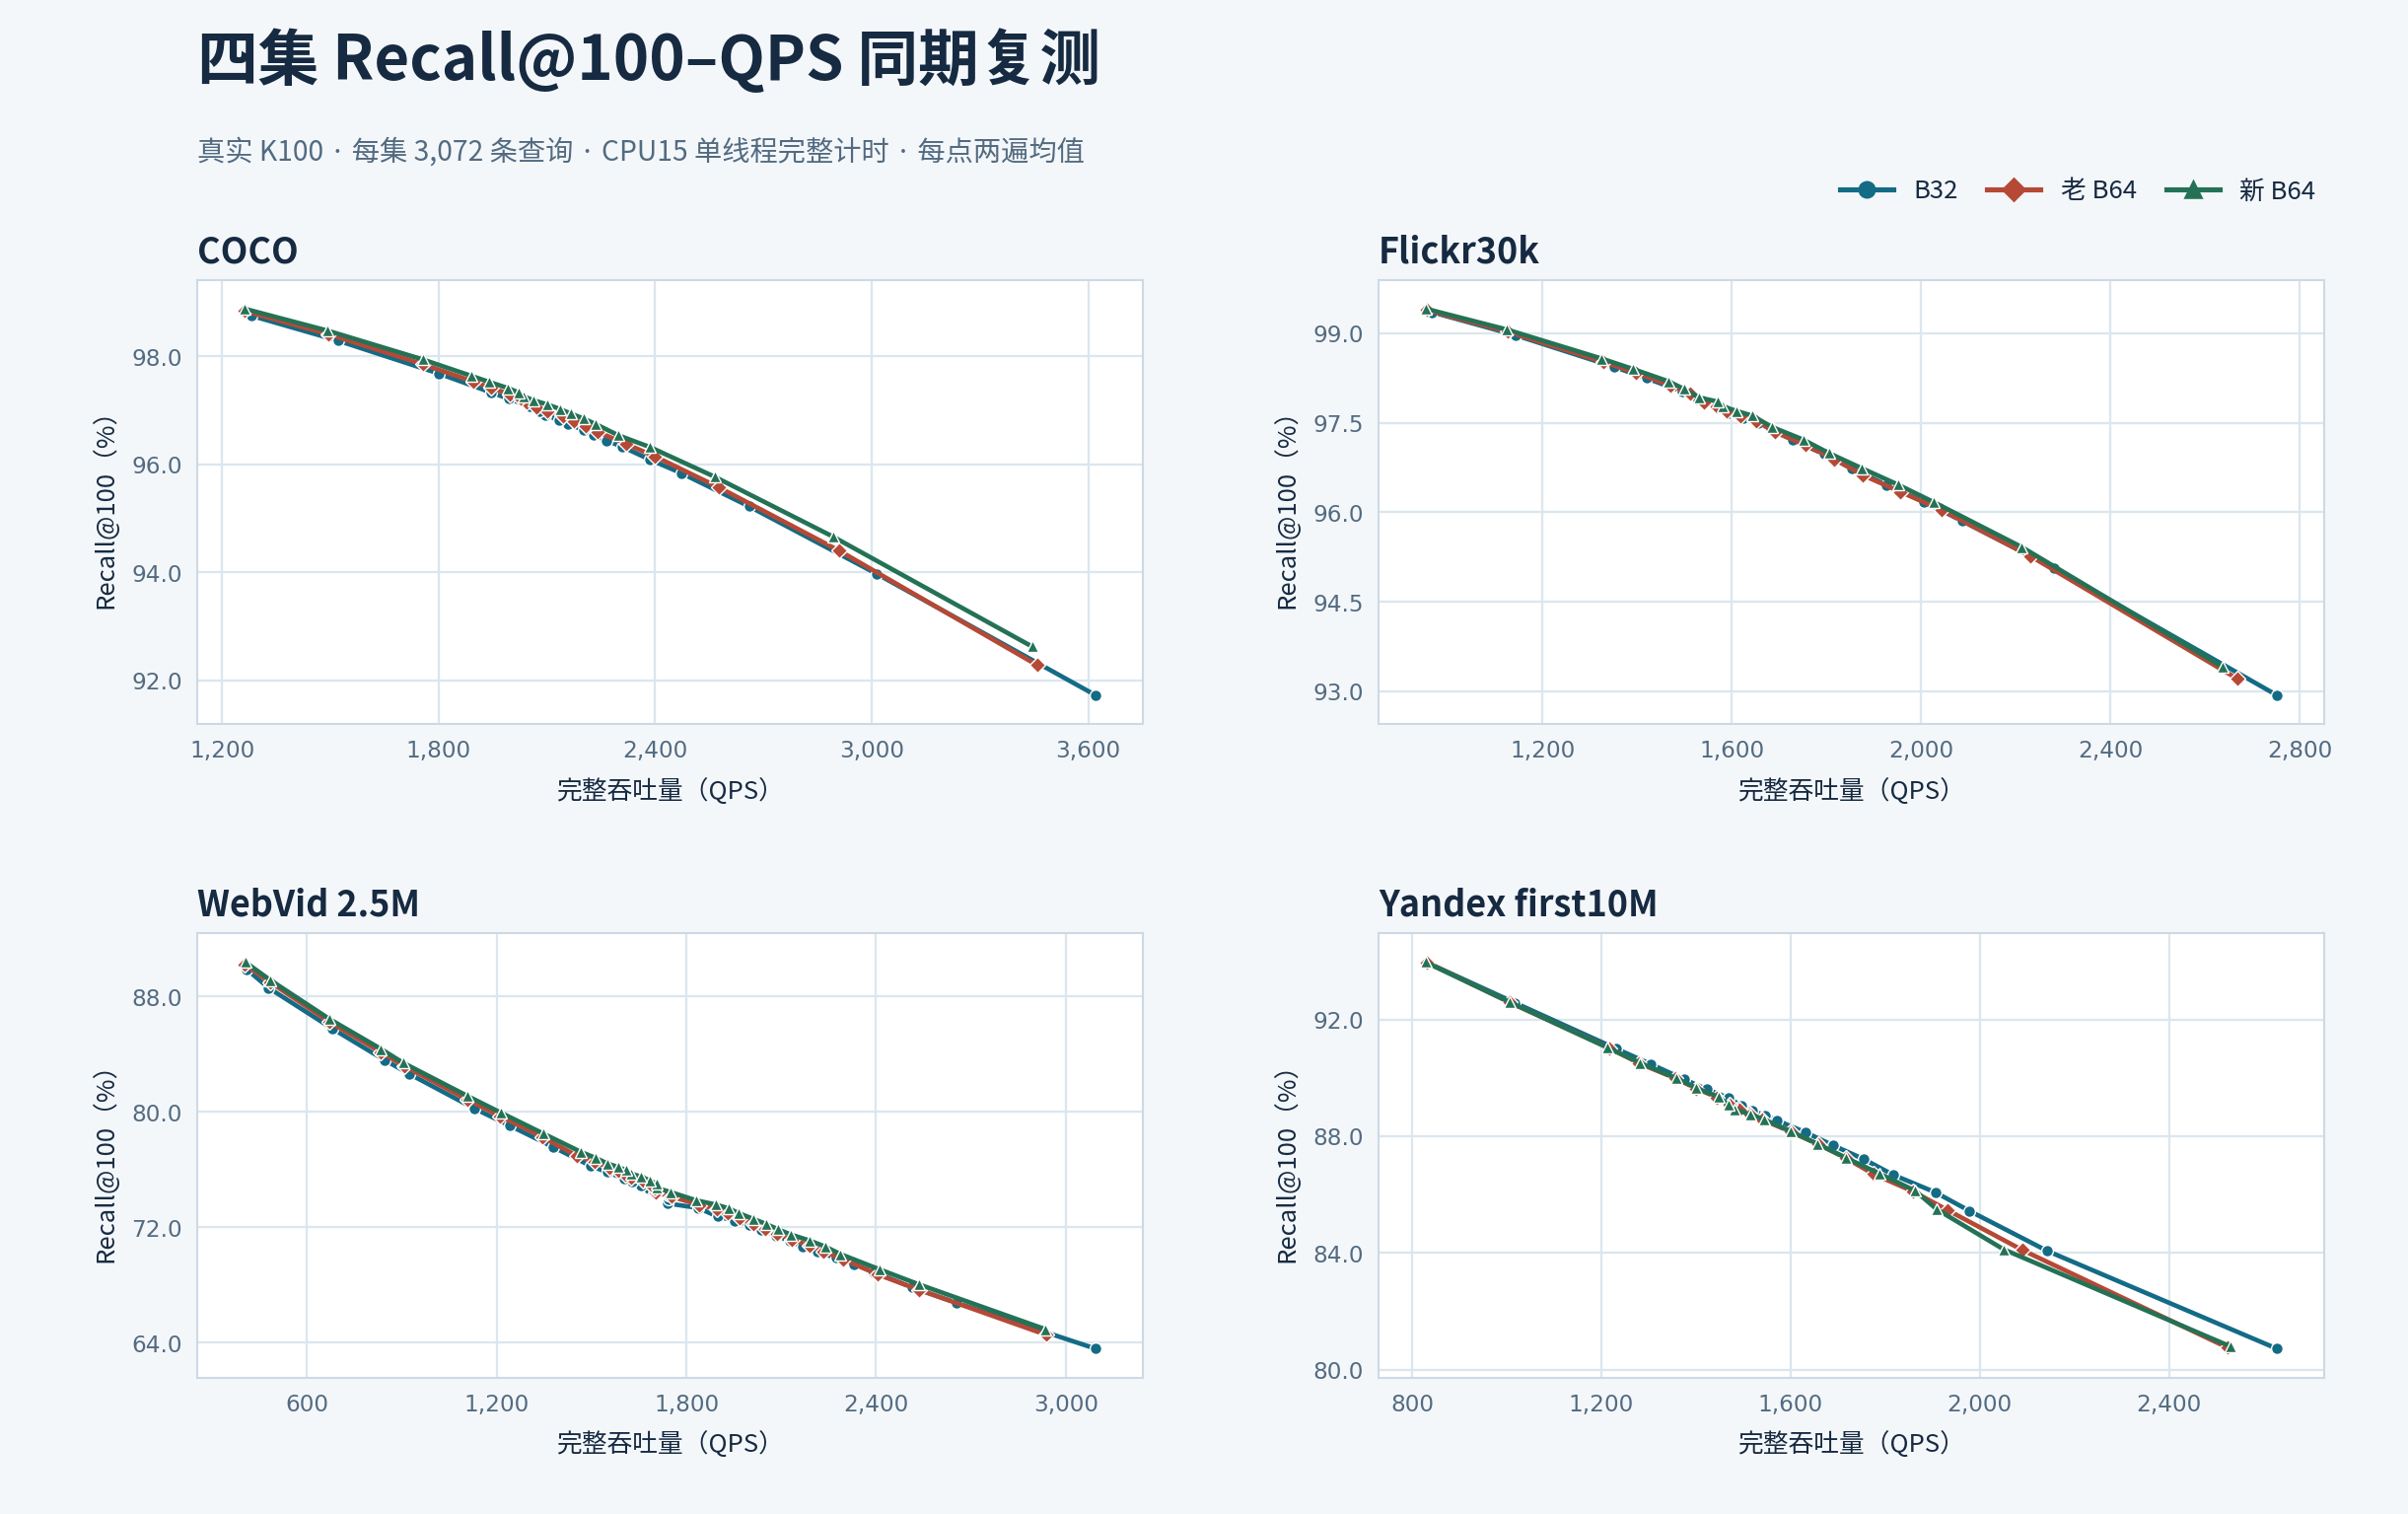 四集 Recall@100–QPS 同期复测
真实 K100 · 每集 3,072 条查询 · CPU15 单线程完整计时 · 每点两遍均值
B32 老 B64 新 B64
COCO
Recall@100（%）
98.0
96.0
94.0
92.0
1,200 1,800 2,400 3,000 3,600
完整吞吐量（QPS）
Flickr30k
Recall@100（%）
99.0
97.5
96.0
94.5
93.0
1,200 1,600 2,000 2,400 2,800
完整吞吐量（QPS）
WebVid 2.5M
Recall@100（%）
88.0
80.0
72.0
64.0
600 1,200 1,800 2,400 3,000
完整吞吐量（QPS）
Yandex first10M
Recall@100（%）
92.0
88.0
84.0
80.0
800 1,200 1,600 2,000 2,400
完整吞吐量（QPS）